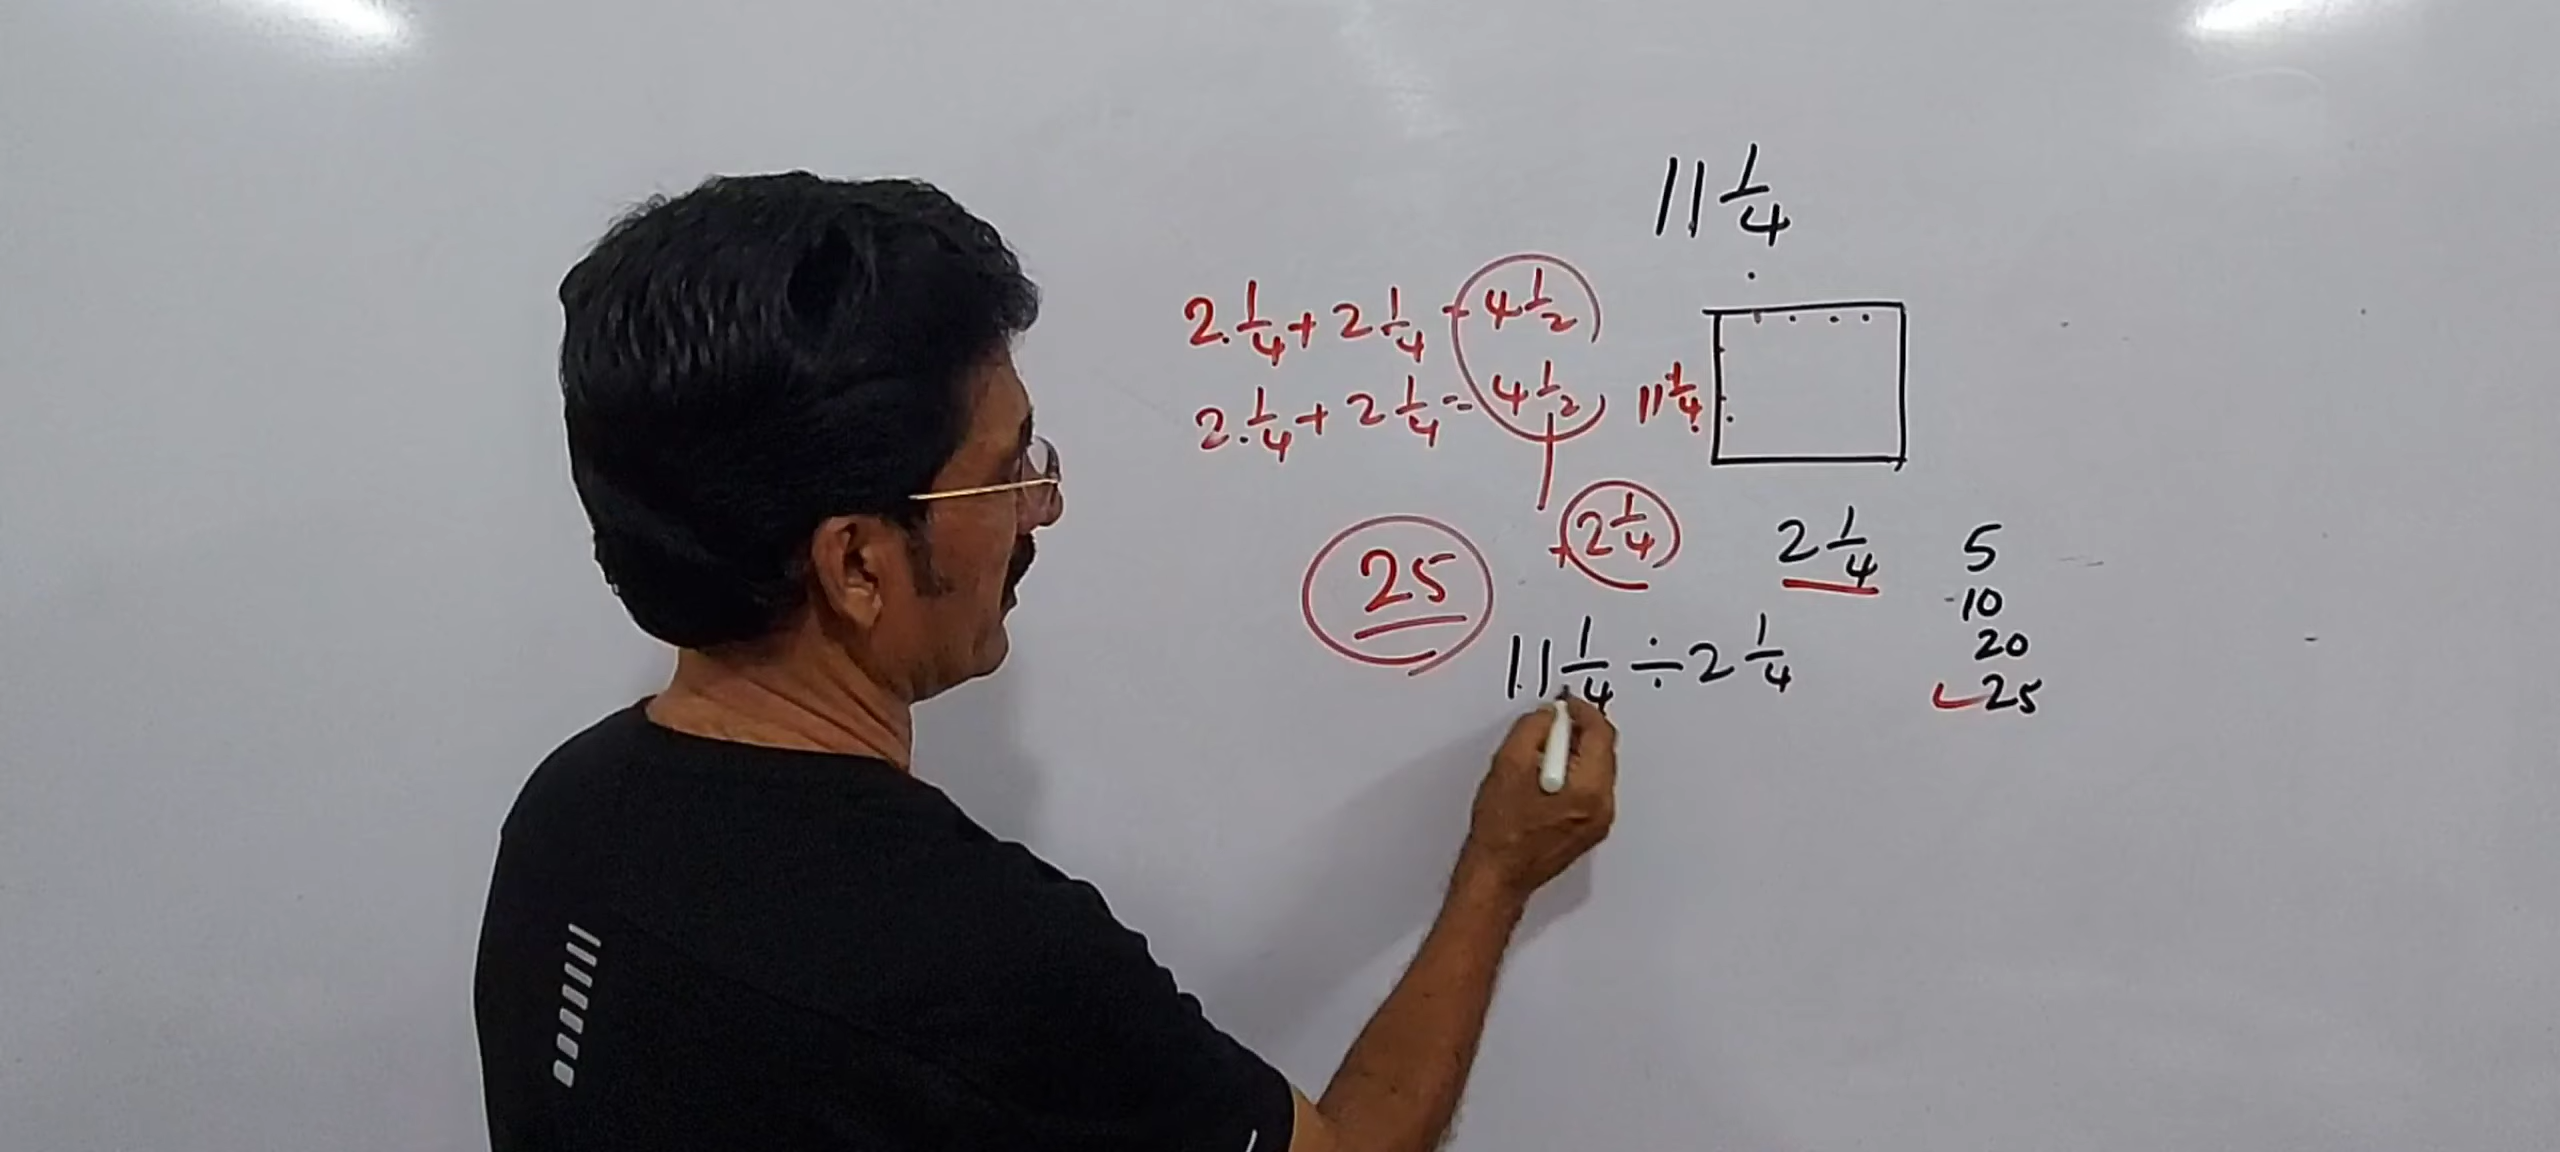 11 1/4
2.1/4 + 2 1/4 = 4 1/2
2.1/4 + 2 1/4 = 4 1/2
11 1/4
+ 2 1/4
2 1/4
5
10
20
25
25
11 1/4 ÷ 2 1/4